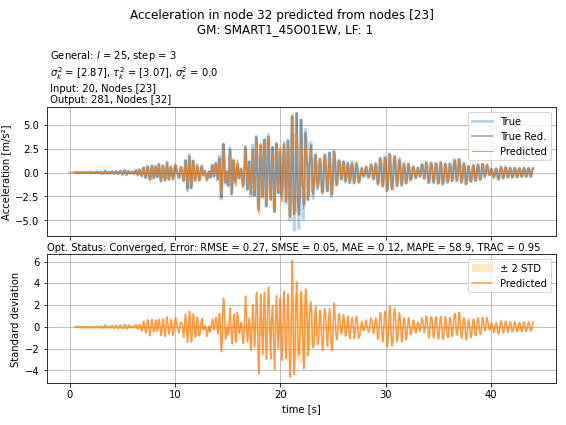 Acceleration in node 32 predicted from nodes [23]
GM: SMART1_45O01EW, LF: 1
General: l = 25, step = 3
σ²ₖ = [2.87], τ²ₖ = [3.07], σ²ε = 0.0
Input: 20, Nodes [23]
Output: 281, Nodes [32]
Acceleration [m/s²]
5.0
2.5
0.0
−2.5
−5.0
True
True Red.
Predicted
Opt. Status: Converged, Error: RMSE = 0.27, SMSE = 0.05, MAE = 0.12, MAPE = 58.9, TRAC = 0.95
Standard deviation
6
4
2
0
−2
−4
± 2 STD
Predicted
0
10
20
30
40
time [s]